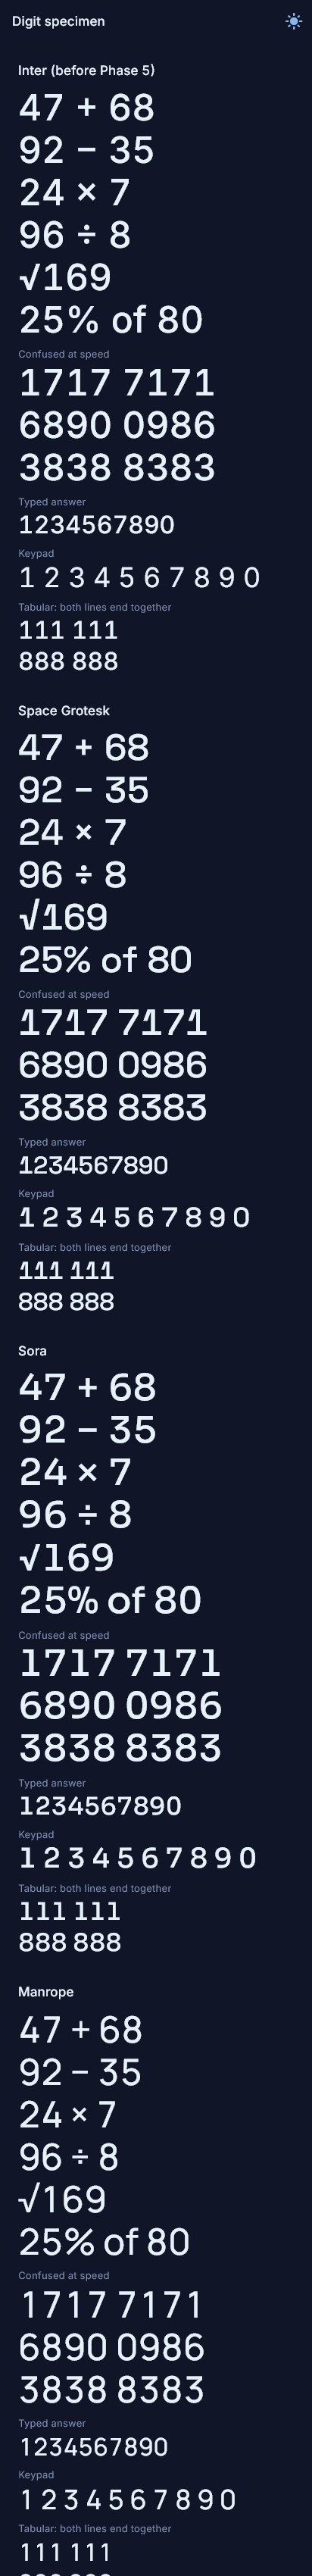 Digit specimen
Inter (before Phase 5)
47 + 68
92 − 35
24 × 7
96 ÷ 8
√169
25% of 80
Confused at speed
1717 7171
6890 0986
3838 8383
Typed answer
1234567890
Keypad
1 2 3 4 5 6 7 8 9 0
Tabular: both lines end together
111 111
888 888
Space Grotesk
47 + 68
92 − 35
24 × 7
96 ÷ 8
√169
25% of 80
Confused at speed
1717 7171
6890 0986
3838 8383
Typed answer
1234567890
Keypad
1 2 3 4 5 6 7 8 9 0
Tabular: both lines end together
111 111
888 888
Sora
47 + 68
92 − 35
24 × 7
96 ÷ 8
√169
25% of 80
Confused at speed
1717 7171
6890 0986
3838 8383
Typed answer
1234567890
Keypad
1 2 3 4 5 6 7 8 9 0
Tabular: both lines end together
111 111
888 888
Manrope
47 + 68
92 − 35
24 × 7
96 ÷ 8
√169
25% of 80
Confused at speed
1717 7171
6890 0986
3838 8383
Typed answer
1234567890
Keypad
1 2 3 4 5 6 7 8 9 0
Tabular: both lines end together
111 111